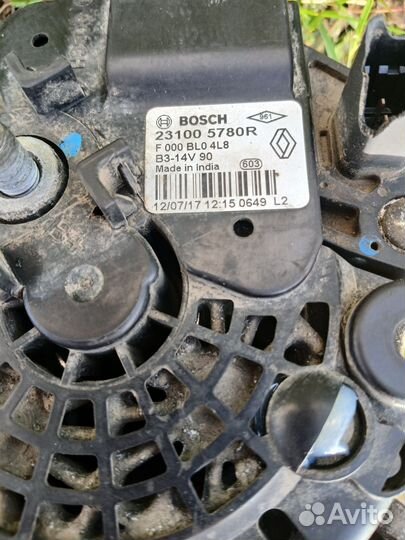 BOSCH
961
23100 5780R
F 000 BL0 4L8
B3-14V 90
Made in India
603
12/07/17 12:15 0649 L2
Avito